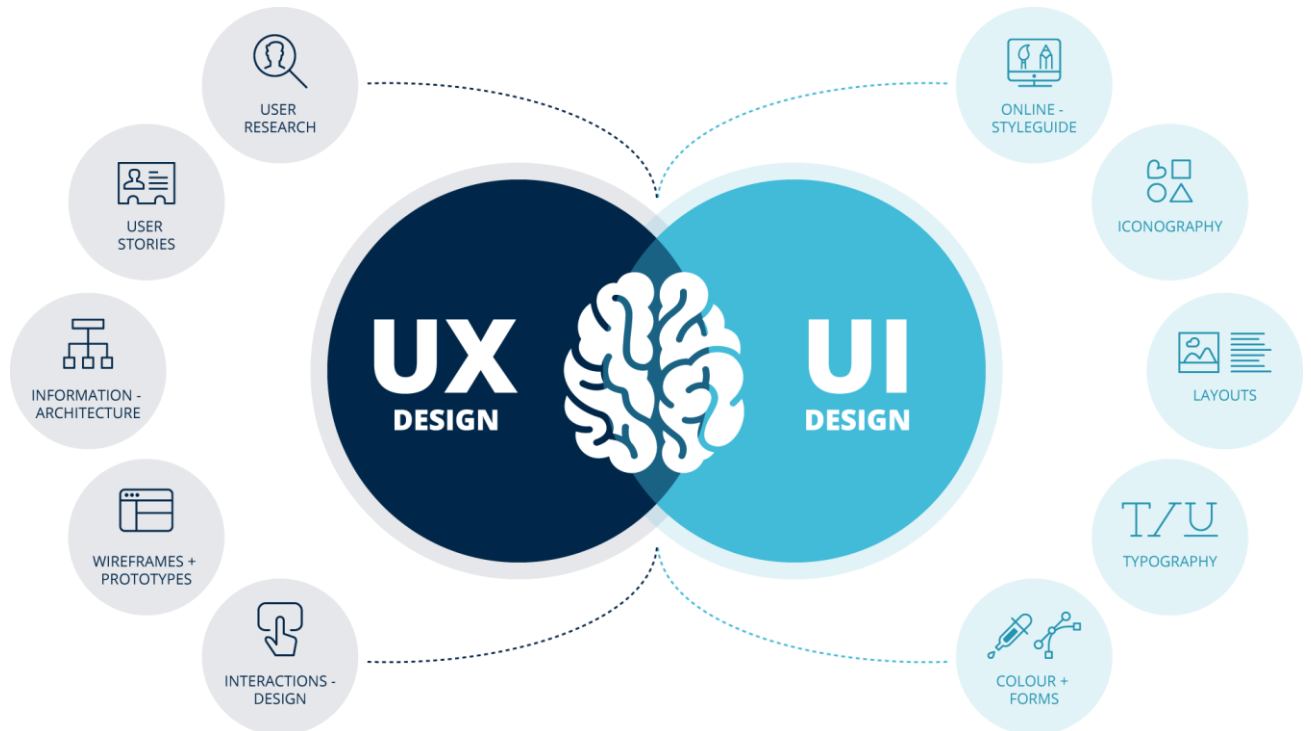 USER
RESEARCH
USER
STORIES
INFORMATION -
ARCHITECTURE
WIREFRAMES +
PROTOTYPES
INTERACTIONS -
DESIGN
UX
DESIGN
UI
DESIGN
ONLINE -
STYLEGUIDE
ICONOGRAPHY
LAYOUTS
T/U
TYPOGRAPHY
COLOUR +
FORMS